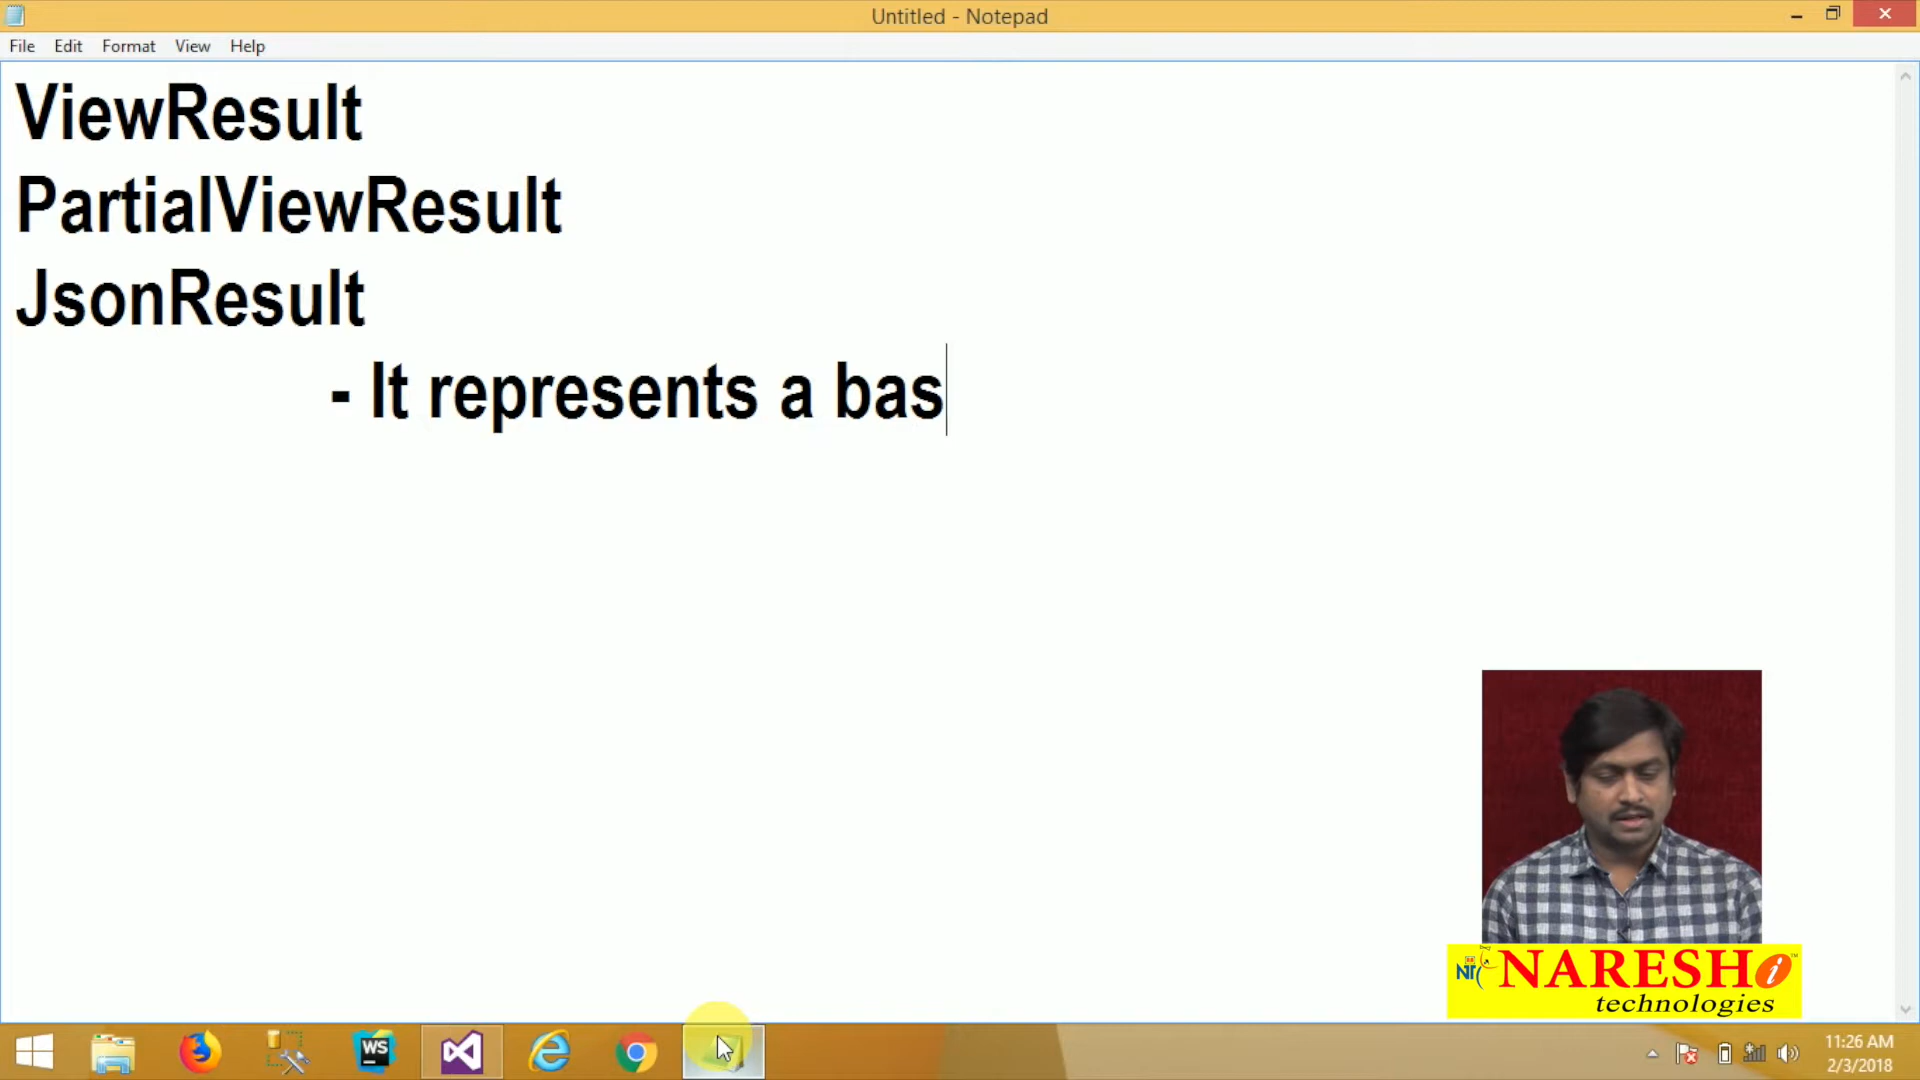 Untitled - Notepad
File Edit Format View Help
ViewResult
PartialViewResult
JsonResult
- It represents a bas
NARESH i
technologies
WS
11:26 AM
2/3/2018